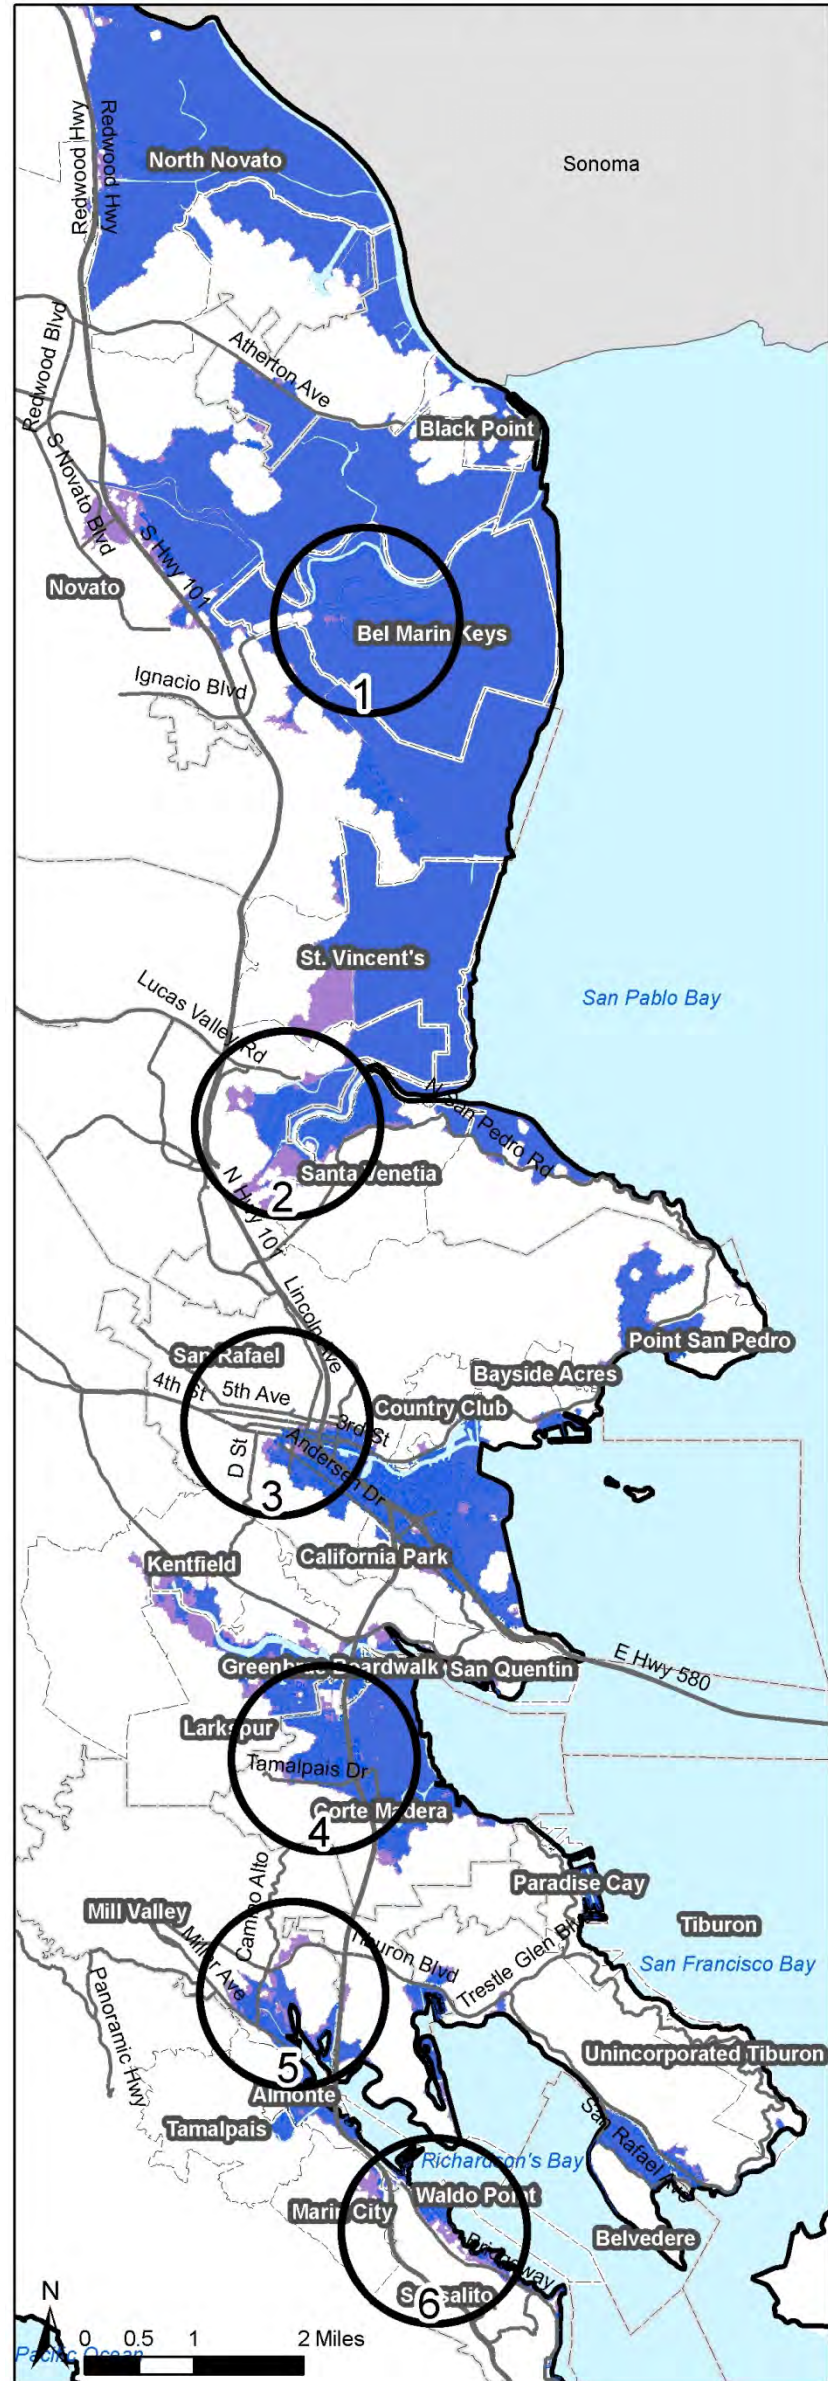 Redwood Hwy
Redwood Hwy
North Novato
Sonoma
Redwood Blvd
Atherton Ave
Black Point
S Novato Blvd
S Hwy 101
Novato
Bel Marin Keys
Ignacio Blvd
1
St. Vincent's
San Pablo Bay
Lucas Valley Rd
N San Pedro Rd
Santa Venetia
2
N Hwy 101
Lincoln Ave
Point San Pedro
San Rafael
Bayside Acres
4th St
5th Ave
Country Club
3rd St
D St
Andersen Dr
3
California Park
Kentfield
E Hwy 580
Greenbrae Boardwalk
San Quentin
Larkspur
Tamalpais Dr
Corte Madera
4
Camino Alto
Paradise Cay
Mill Valley
Miller Ave
Tiburon Blvd
Trestle Glen Blvd
Tiburon
San Francisco Bay
Panoramic Hwy
Unincorporated Tiburon
5
Almonte
Tamalpais
San Rafael Ave
Richardson's Bay
Marin City
Waldo Point
Belvedere
Bridgeway
Sausalito
6
N
0 0.5 1 2 Miles
Pacific Ocean